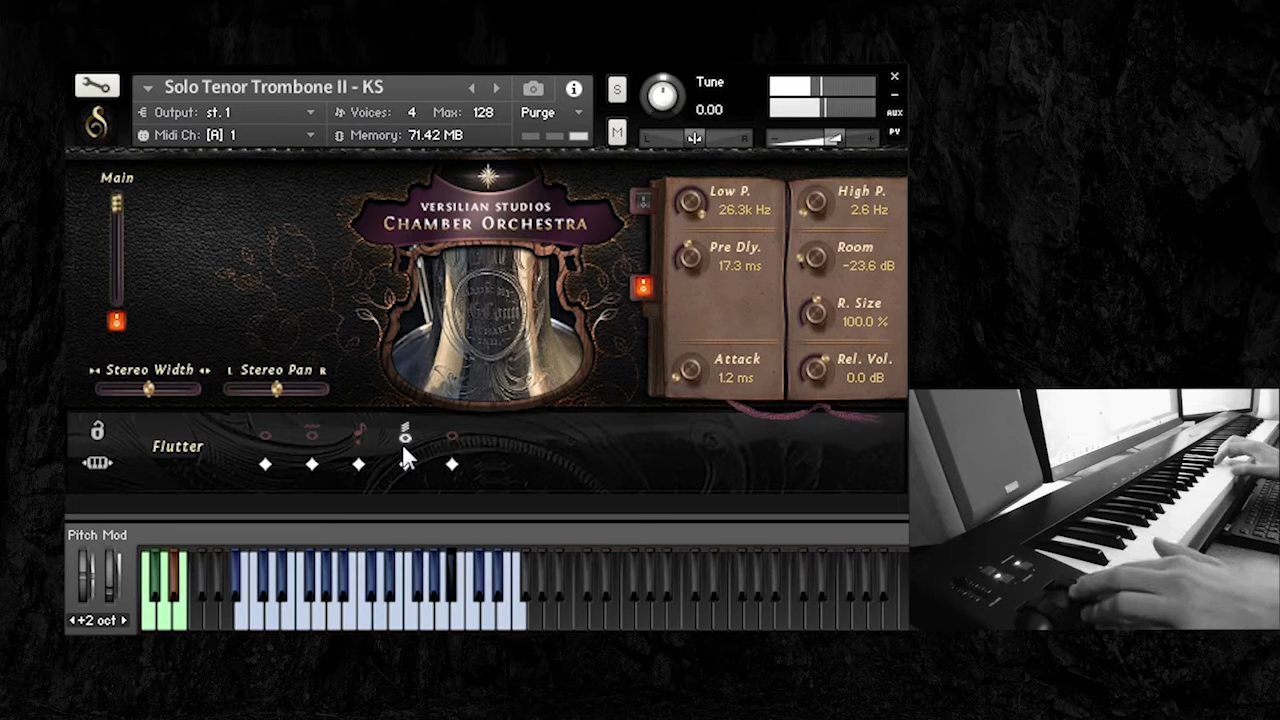 Solo Tenor Trombone II - KS
Output: st. 1
Voices: 4 Max: 128
Purge
Midi Ch: [A] 1
Memory: 71.42 MB
S
M
Tune
0.00
L R
- +
×
AUX
PV
Main
VERSILIAN STUDIOS
CHAMBER ORCHESTRA
MADE BY
Low P.
26.3k Hz
High P.
2.6 Hz
Pre Dly.
17.3 ms
Room
-23.6 dB
R. Size
100.0 %
Attack
1.2 ms
Rel. Vol.
0.0 dB
Stereo Width
L Stereo Pan R
Flutter
Pitch Mod
+2 oct